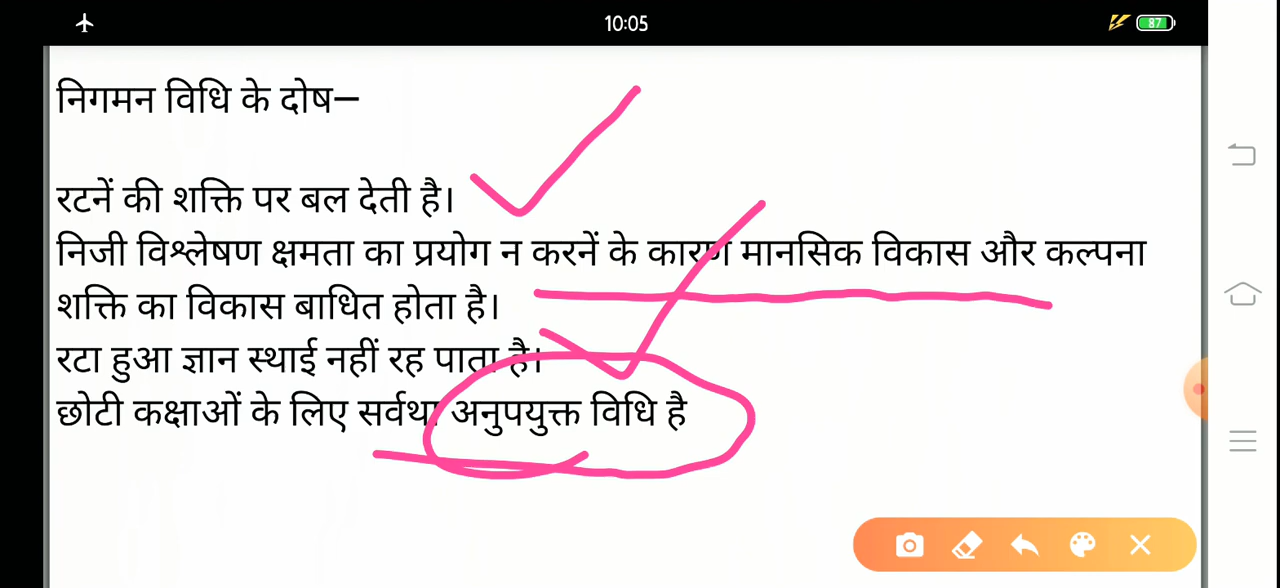 10:05
87
निगमन विधि के दोष—
रटनें की शक्ति पर बल देती है।
निजी विश्लेषण क्षमता का प्रयोग न करनें के कारण मानसिक विकास और कल्पना
शक्ति का विकास बाधित होता है।
रटा हुआ ज्ञान स्थाई नहीं रह पाता है।
छोटी कक्षाओं के लिए सर्वथा अनुपयुक्त विधि है